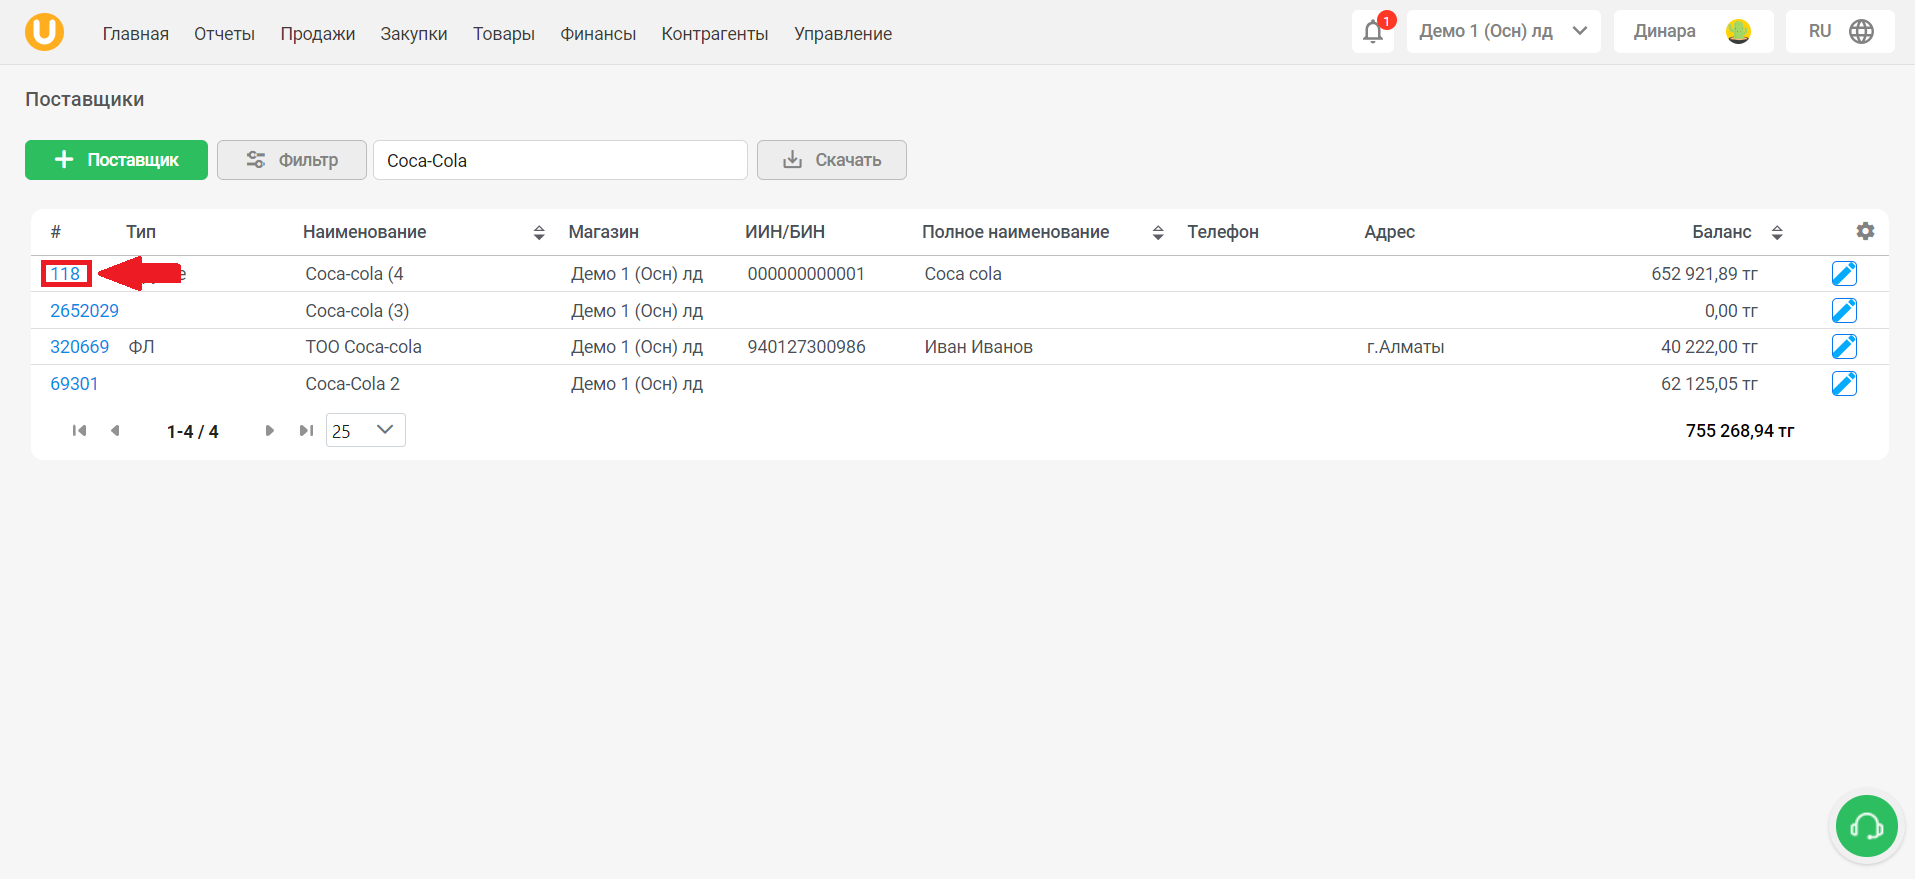 U Главная Отчеты Продажи Закупки Товары Финансы Контрагенты Управление 1 Демо 1 (Осн) лд Динара RU
Поставщики
Поставщик Фильтр Coca-Cola Скачать
# Тип Наименование Магазин ИИН/БИН Полное наименование Телефон Адрес Баланс
118 Coca-cola (4 Демо 1 (Осн) лд 000000000001 Coca cola 652 921,89 тг
2652029 Coca-cola (3) Демо 1 (Осн) лд 0,00 тг
320669 ФЛ ТОО Coca-cola Демо 1 (Осн) лд 940127300986 Иван Иванов г.Алматы 40 222,00 тг
69301 Coca-Cola 2 Демо 1 (Осн) лд 62 125,05 тг
1-4 / 4 25 755 268,94 тг